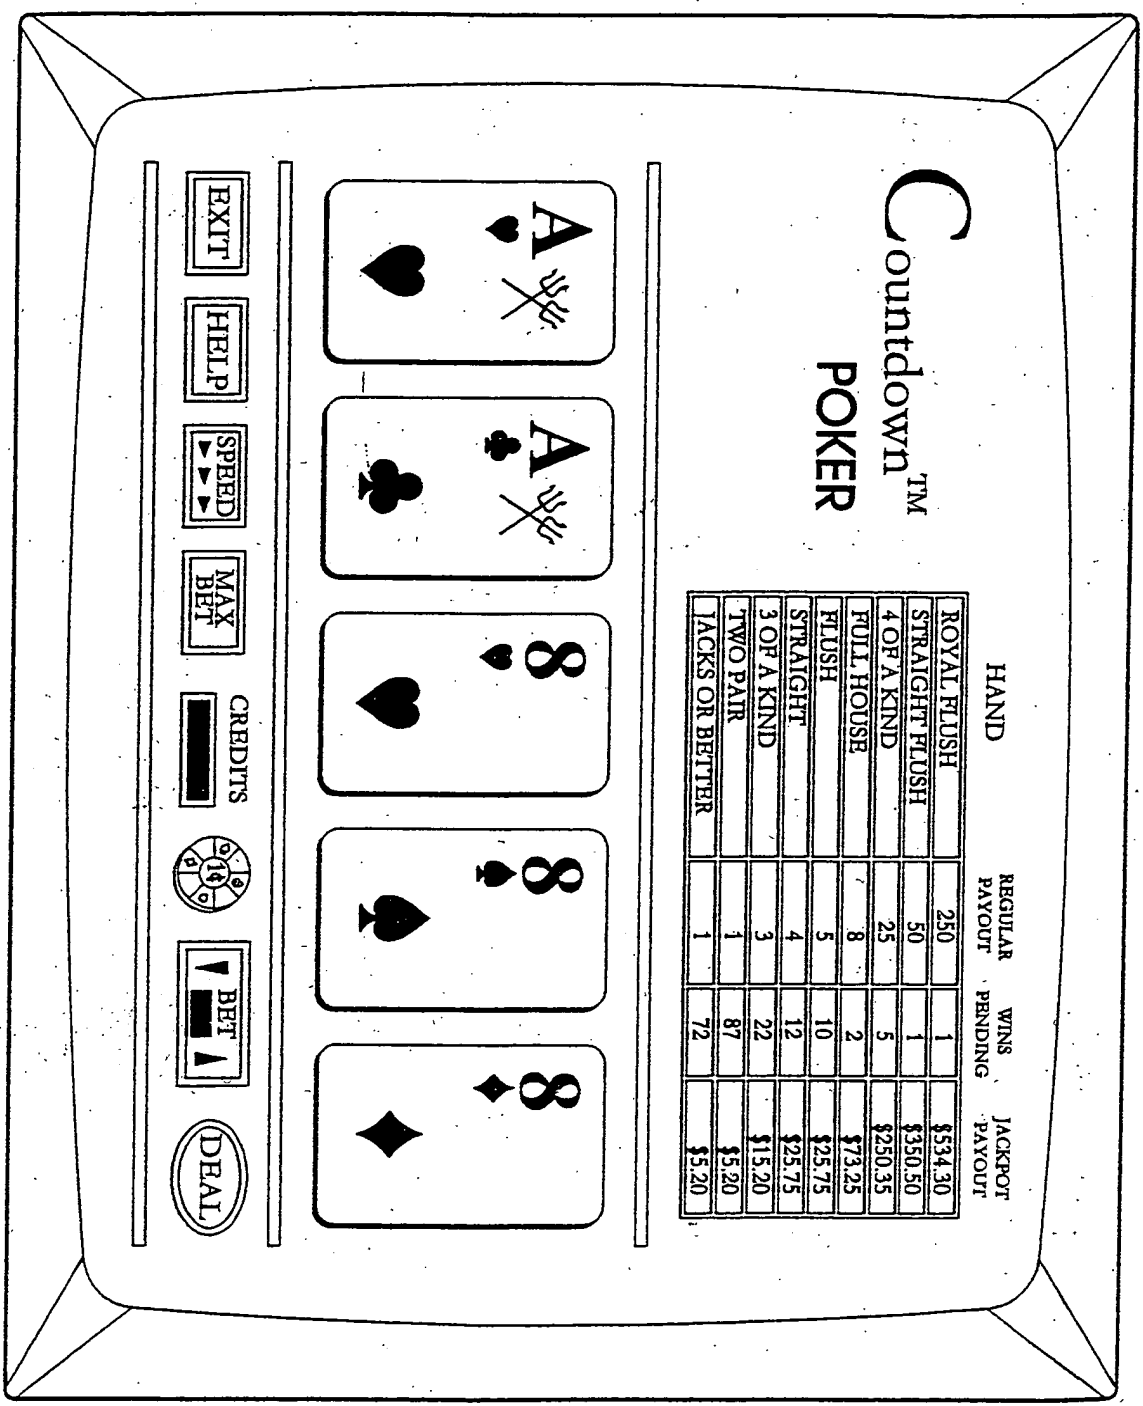 Countdown™
POKER
HAND REGULAR PAYOUT WINS PENDING JACKPOT PAYOUT
ROYAL FLUSH 250 1 $534.30
STRAIGHT FLUSH 50 1 $350.50
4 OF A KIND 25 5 $250.35
FULL HOUSE 8 2 $73.25
FLUSH 5 10 $25.75
STRAIGHT 4 12 $25.75
3 OF A KIND 3 22 $15.20
TWO PAIR 1 87 $5.20
JACKS OR BETTER 1 72 $5.20
A A 8 8 8
EXIT HELP SPEED MAX BET CREDITS 1¢ BET DEAL